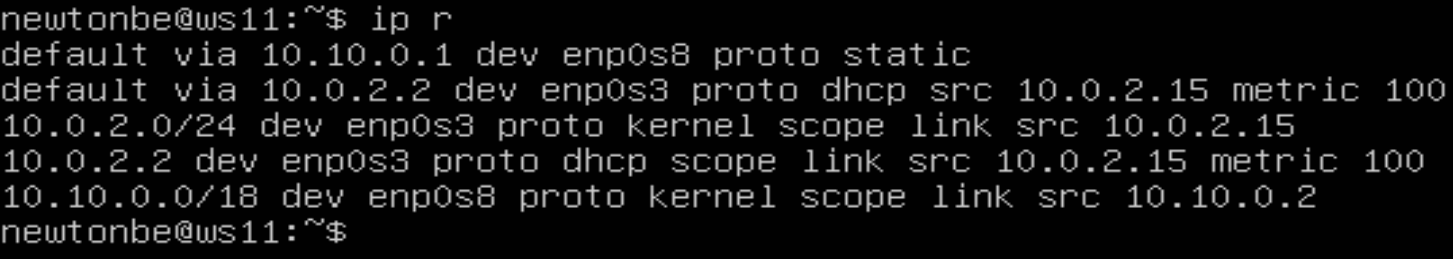 newtonbe@ws11:~$ ip r
default via 10.10.0.1 dev enp0s8 proto static
default via 10.0.2.2 dev enp0s3 proto dhcp src 10.0.2.15 metric 100
10.0.2.0/24 dev enp0s3 proto kernel scope link src 10.0.2.15
10.0.2.2 dev enp0s3 proto dhcp scope link src 10.0.2.15 metric 100
10.10.0.0/18 dev enp0s8 proto kernel scope link src 10.10.0.2
newtonbe@ws11:~$